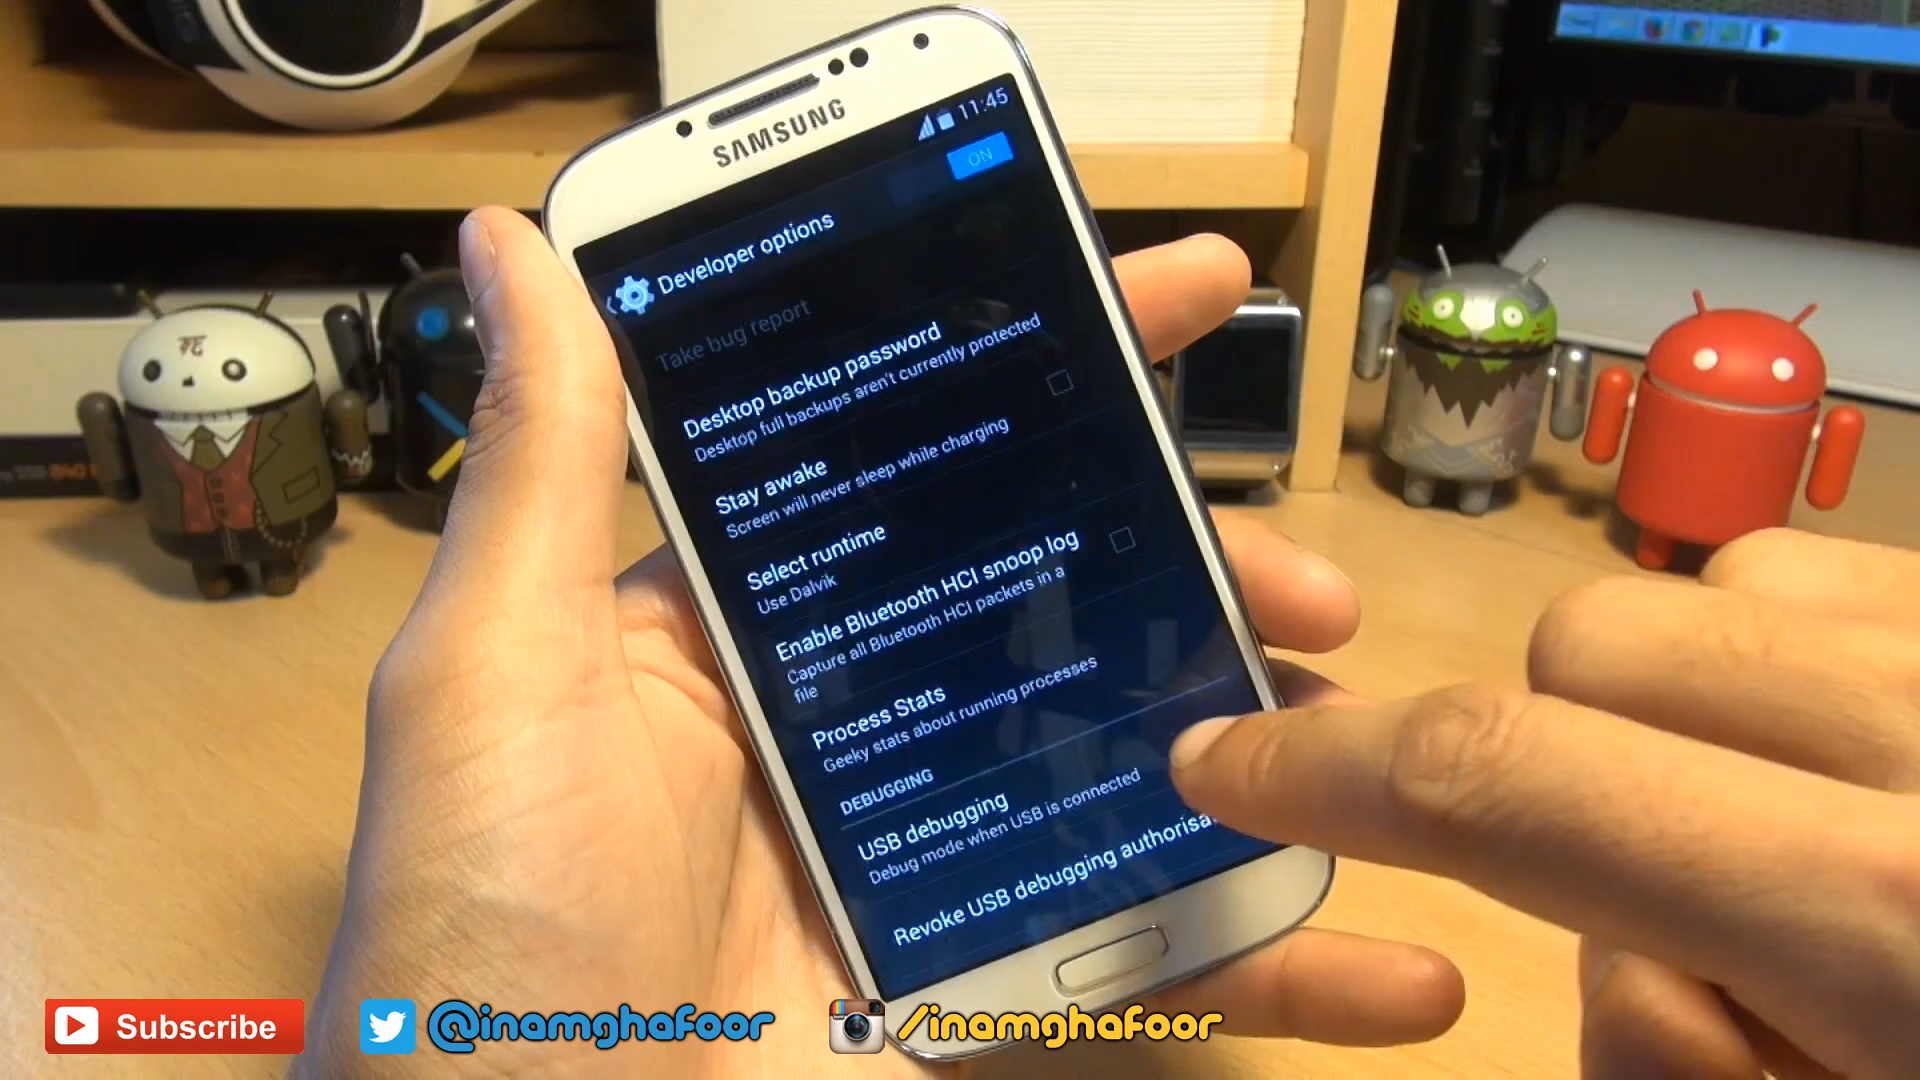 SAMSUNG
11:45
ON
Developer options
Take bug report
Desktop backup password
Desktop full backups aren't currently protected
Stay awake
Screen will never sleep while charging
Select runtime
Use Dalvik
Enable Bluetooth HCI snoop log
Capture all Bluetooth HCI packets in a
file
Process Stats
Geeky stats about running processes
DEBUGGING
USB debugging
Debug mode when USB is connected
Revoke USB debugging
Subscribe
@inamghafoor
/inamghafoor